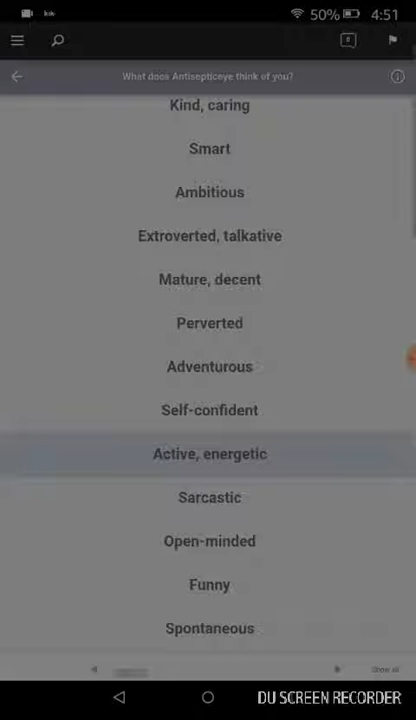 50% 4:51
What does Antisepticeye think of you?
Kind, caring
Smart
Ambitious
Extroverted, talkative
Mature, decent
Perverted
Adventurous
Self-confident
Active, energetic
Sarcastic
Open-minded
Funny
Spontaneous
Show all
DU SCREEN RECORDER